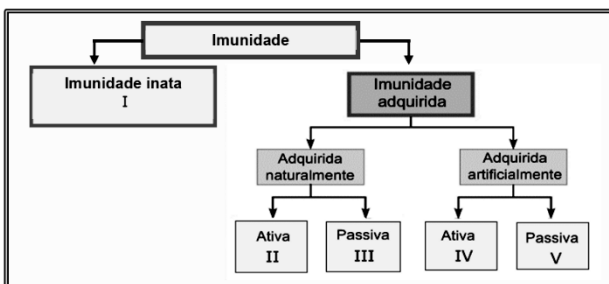 Imunidade
Imunidade inata
I
Imunidade
adquirida
Adquirida
naturalmente
Adquirida
artificialmente
Ativa
II
Passiva
III
Ativa
IV
Passiva
V